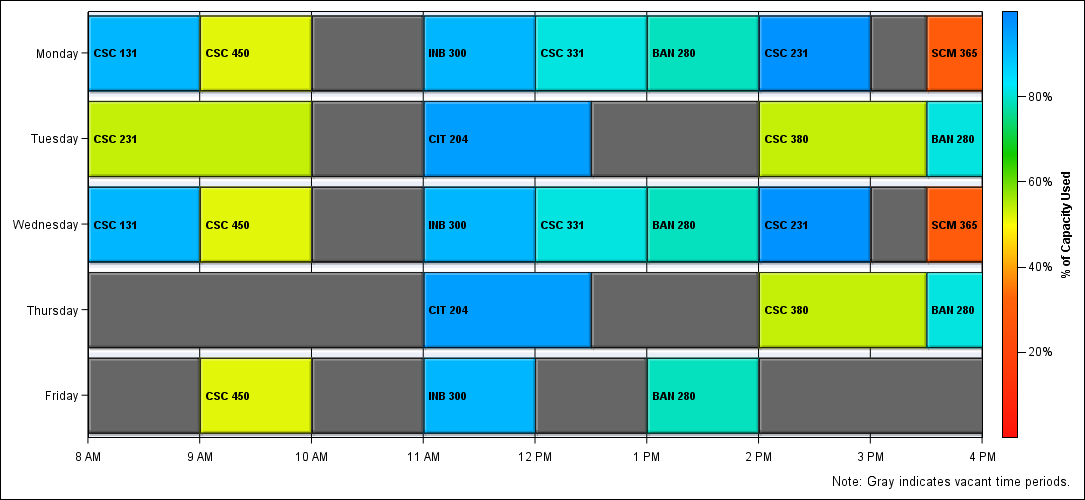 Monday
CSC 131
CSC 450
INB 300
CSC 331
BAN 280
CSC 231
SCM 365
Tuesday
CSC 231
CIT 204
CSC 380
BAN 280
Wednesday
CSC 131
CSC 450
INB 300
CSC 331
BAN 280
CSC 231
SCM 365
Thursday
CIT 204
CSC 380
BAN 280
Friday
CSC 450
INB 300
BAN 280
8 AM
9 AM
10 AM
11 AM
12 PM
1 PM
2 PM
3 PM
4 PM
80%
60%
40%
20%
% of Capacity Used
Note: Gray indicates vacant time periods.